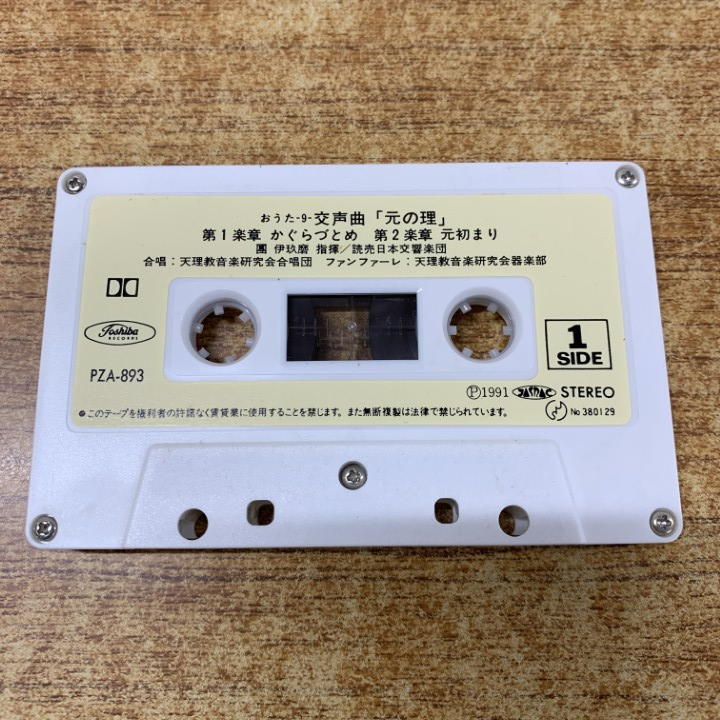 おうた-9-交声曲「元の理」
第1楽章 かぐらづとめ 第2楽章 元初まり
團 伊玖磨 指揮／読売日本交響楽団
合唱：天理教音楽研究会合唱団 ファンファーレ：天理教音楽研究会器楽部
Toshiba
RECORDS
1
SIDE
PZA-893
Ⓟ1991
STEREO
No 380129
●このテープを権利者の許諾なく賃貸業に使用することを禁じます。また無断複製は法律で禁じられています。